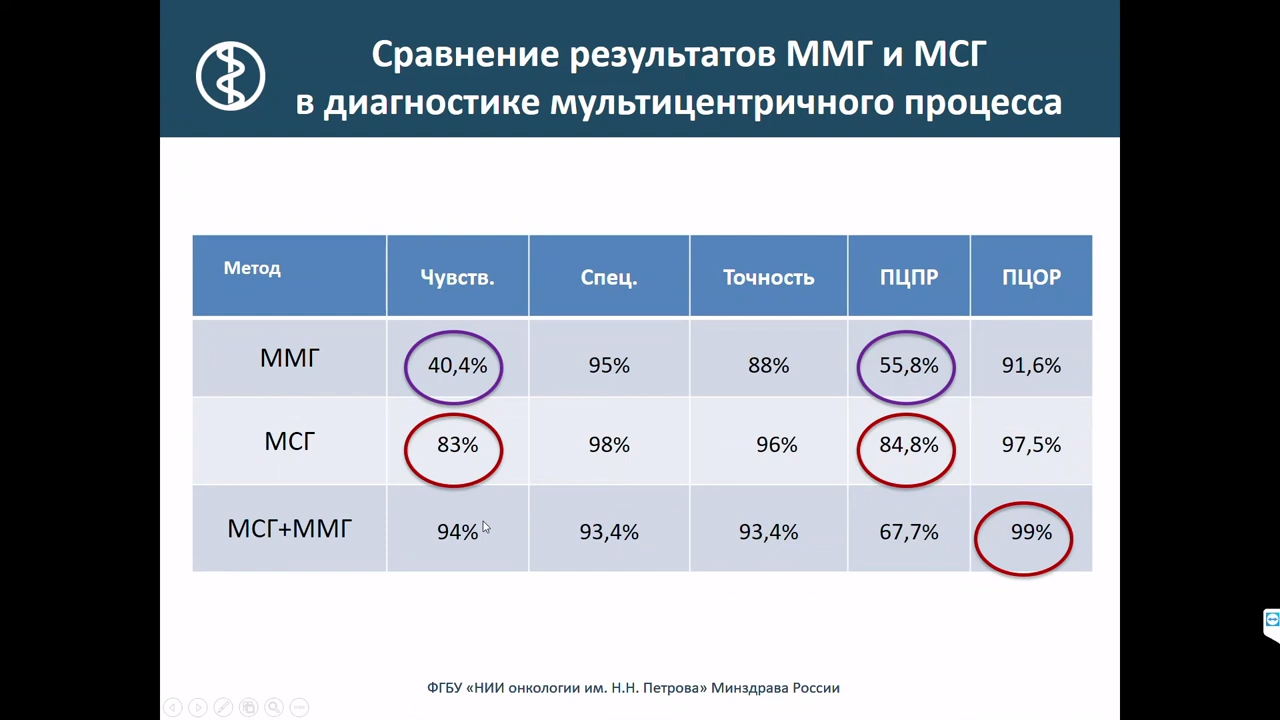 Сравнение результатов ММГ и МСГ
в диагностике мультицентричного процесса
Метод Чувств. Спец. Точность ПЦПР ПЦОР
ММГ 40,4% 95% 88% 55,8% 91,6%
МСГ 83% 98% 96% 84,8% 97,5%
МСГ+ММГ 94% 93,4% 93,4% 67,7% 99%
ФГБУ «НИИ онкологии им. Н.Н. Петрова» Минздрава России